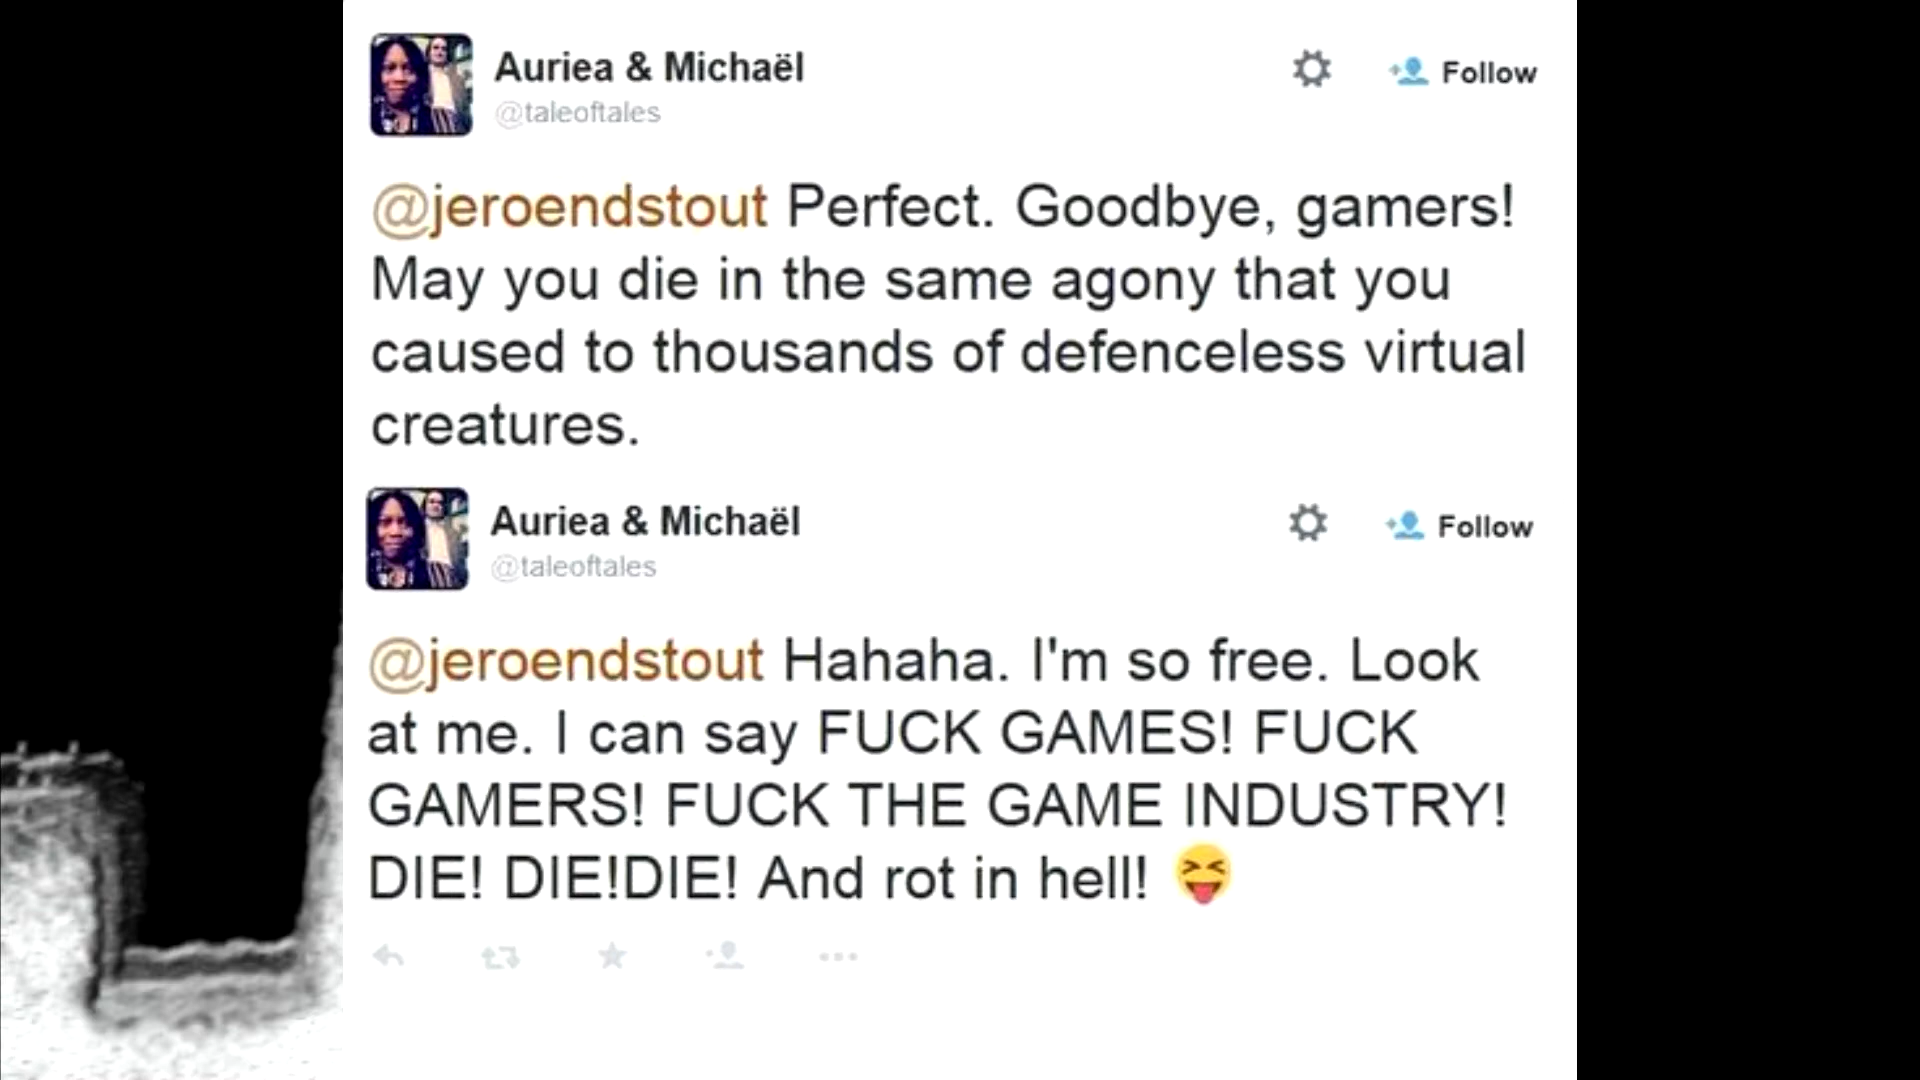 Auriea & Michaël
Follow
@taleoftales
@jeroendstout Perfect. Goodbye, gamers!
May you die in the same agony that you
caused to thousands of defenceless virtual
creatures.
Auriea & Michaël
Follow
@taleoftales
@jeroendstout Hahaha. I'm so free. Look
at me. I can say FUCK GAMES! FUCK
GAMERS! FUCK THE GAME INDUSTRY!
DIE! DIE!DIE! And rot in hell! 😝